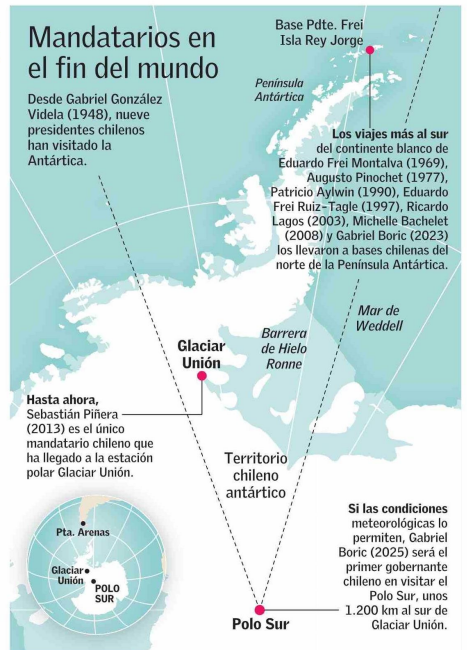 Mandatarios en
el fin del mundo
Desde Gabriel González
Videla (1948), nueve
presidentes chilenos
han visitado la
Antártica.
Base Pdte. Frei
Isla Rey Jorge
Península
Antártica
Los viajes más al sur
del continente blanco de
Eduardo Frei Montalva (1969),
Augusto Pinochet (1977),
Patricio Aylwin (1990), Eduardo
Frei Ruiz-Tagle (1997), Ricardo
Lagos (2003), Michelle Bachelet
(2008) y Gabriel Boric (2023)
los llevaron a bases chilenas del
norte de la Península Antártica.
Mar de
Weddell
Barrera
de Hielo
Ronne
Glaciar
Unión
Hasta ahora,
Sebastián Piñera
(2013) es el único
mandatario chileno que
ha llegado a la estación
polar Glaciar Unión.
Territorio
chileno
antártico
Pta. Arenas
Glaciar
Unión
POLO
SUR
Si las condiciones
meteorológicas lo
permiten, Gabriel
Boric (2025) será el
primer gobernante
chileno en visitar el
Polo Sur, unos
1.200 km al sur de
Glaciar Unión.
Polo Sur